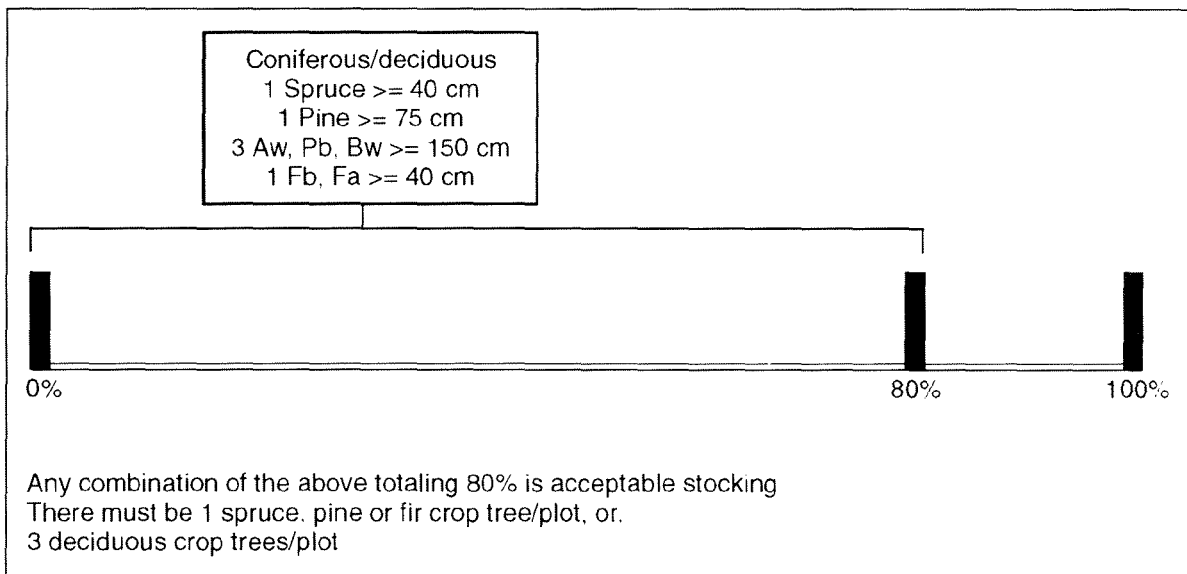 Coniferous/deciduous
1 Spruce >= 40 cm
1 Pine >= 75 cm
3 Aw, Pb, Bw >= 150 cm
1 Fb, Fa >= 40 cm
0%
80%
100%
Any combination of the above totaling 80% is acceptable stocking
There must be 1 spruce. pine or fir crop tree/plot, or.
3 deciduous crop trees/plot